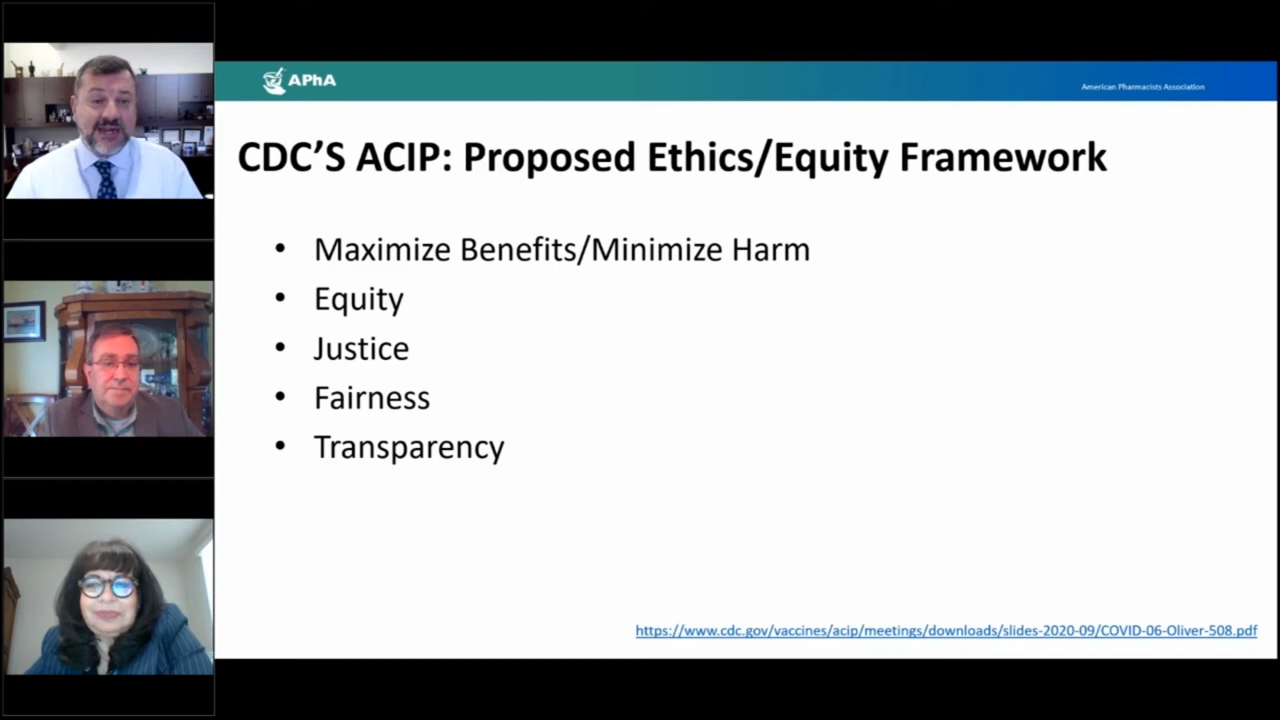 APhA
American Pharmacists Association
CDC'S ACIP: Proposed Ethics/Equity Framework
• Maximize Benefits/Minimize Harm
• Equity
• Justice
• Fairness
• Transparency
https://www.cdc.gov/vaccines/acip/meetings/downloads/slides-2020-09/COVID-06-Oliver-508.pdf